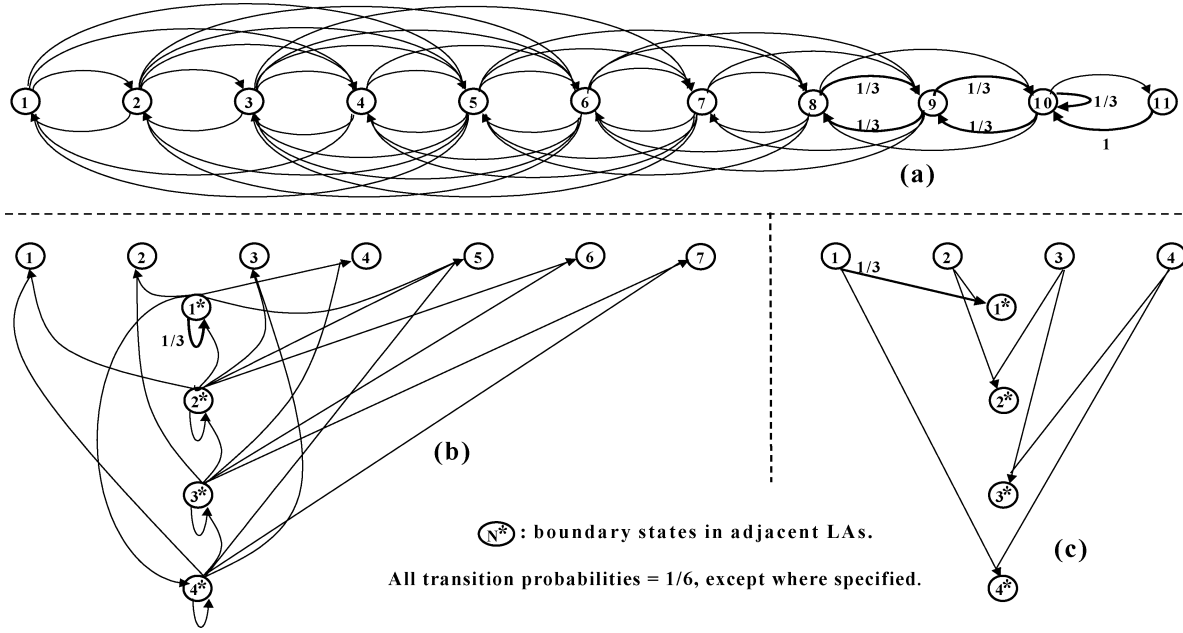 1 2 3 4 5 6 7 8 9 10 11
1/3 1/3 1/3
1/3 1/3 1
(a)
1 2 3 4 5 6 7
1*
1/3
2*
3*
4*
(b)
1 2 3 4
1/3
1*
2*
3*
4*
(c)
N* : boundary states in adjacent LAs.
All transition probabilities = 1/6, except where specified.